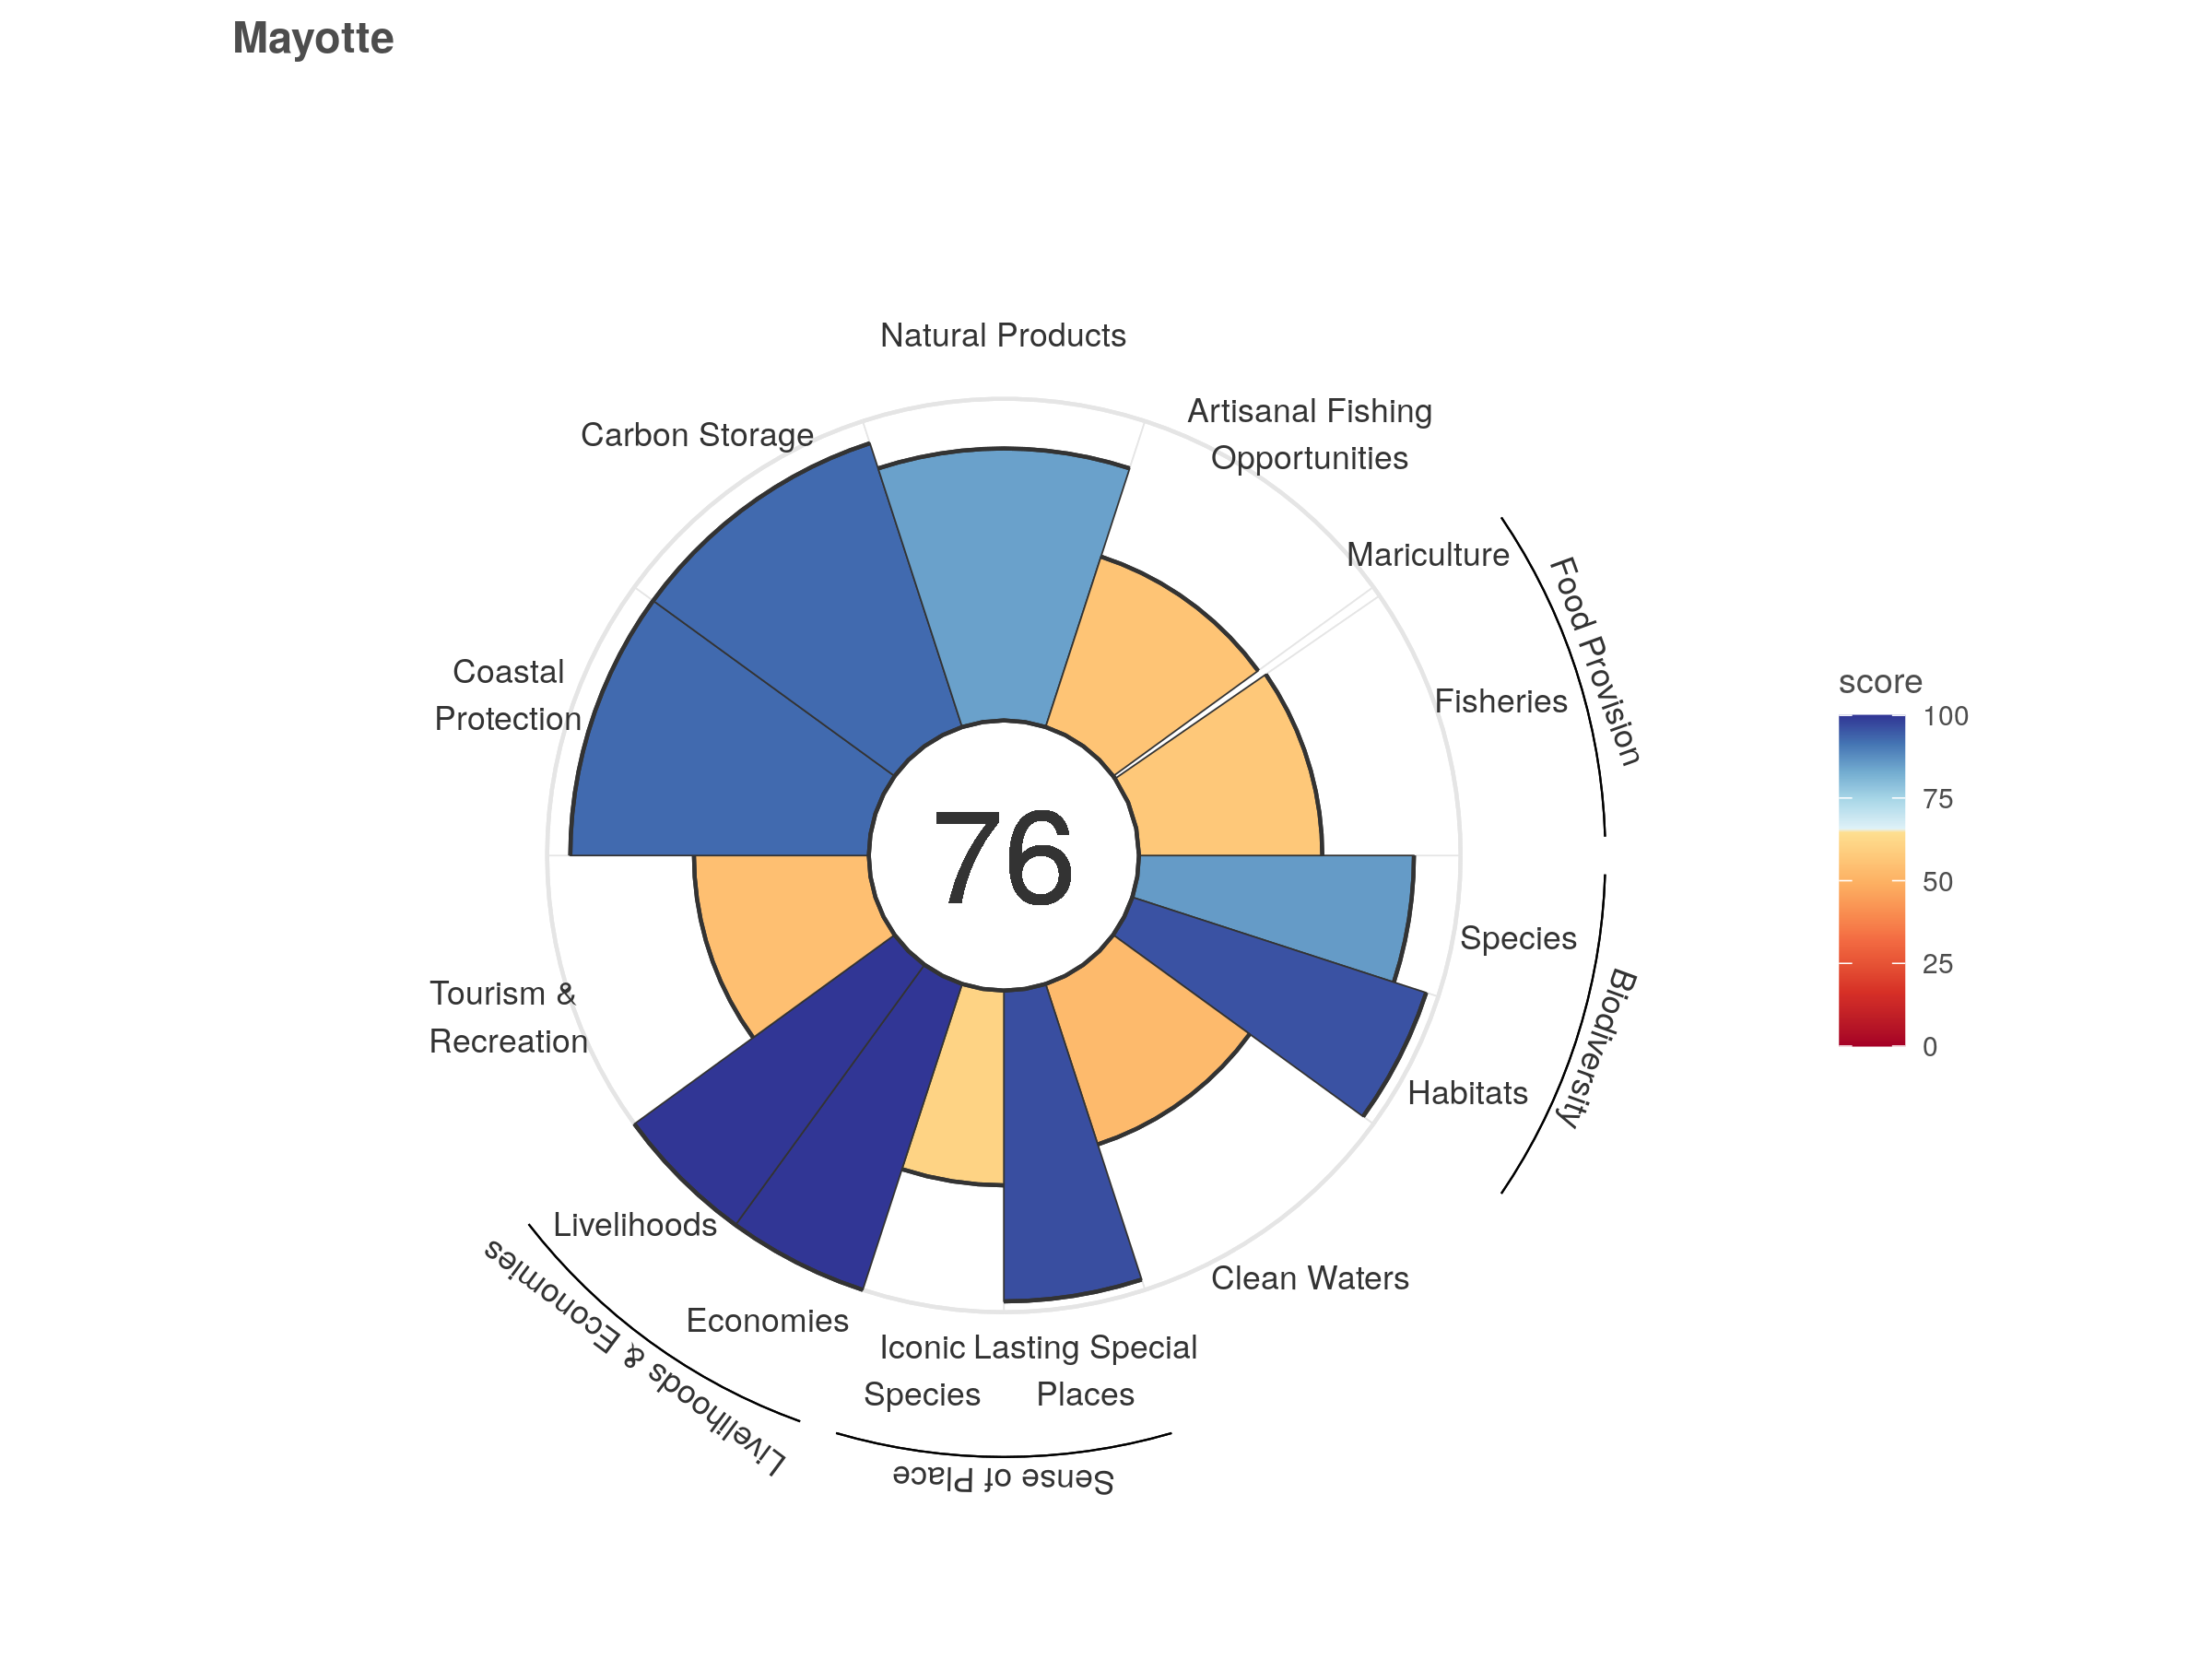 Mayotte
Natural Products
Artisanal Fishing
Opportunities
Carbon Storage
Mariculture
Food Provision
Coastal
Protection
Fisheries
score
100
75
50
25
0
76
Species
Biodiversity
Tourism &
Recreation
Habitats
Livelihoods
Clean Waters
Economies
Livelihoods & Economies
Iconic
Species
Lasting Special
Places
Sense of Place